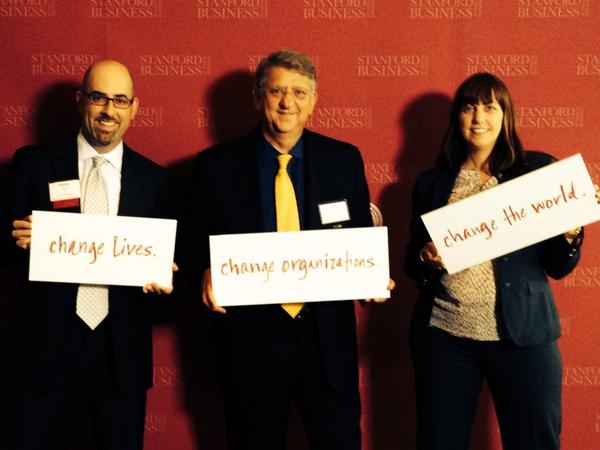 STANFORD
BUSINESS
change lives.
change organizations.
change the world.